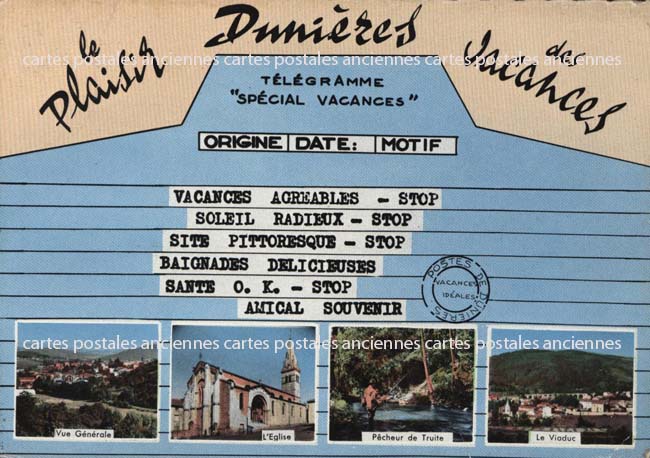 le Plaisir
Dunières
des Vacances
cartes postales anciennes cartes postales anciennes cartes postales anciennes
TÉLÉGRAMME
"SPÉCIAL VACANCES"
ORIGINE DATE: MOTIF
VACANCES AGREABLES - STOP
SOLEIL RADIEUX - STOP
SITE PITTORESQUE - STOP
BAIGNADES DELICIEUSES
SANTE O. K. - STOP
AMICAL SOUVENIR
POSTES DE DUNIÈRES
VACANCES
IDÉALES
cartes postales anciennes cartes postales anciennes cartes postales anciennes
Vue Générale
L'Eglise
Pêcheur de Truite
Le Viaduc